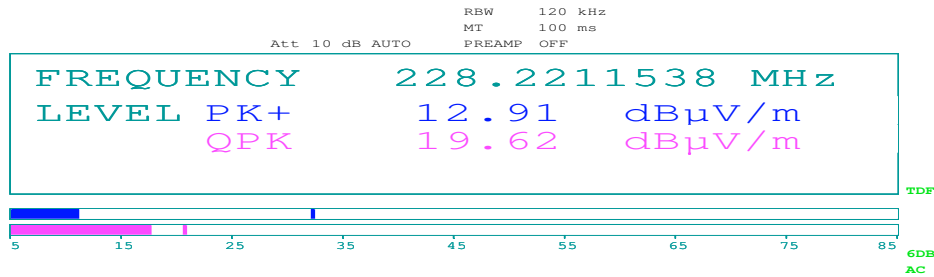 RBW 120 kHz
MT 100 ms
Att 10 dB AUTO PREAMP OFF
FREQUENCY 228.2211538 MHz
LEVEL PK+ 12.91 dBµV/m
QPK 19.62 dBµV/m
TDF
5 15 25 35 45 55 65 75 85
6DB
AC